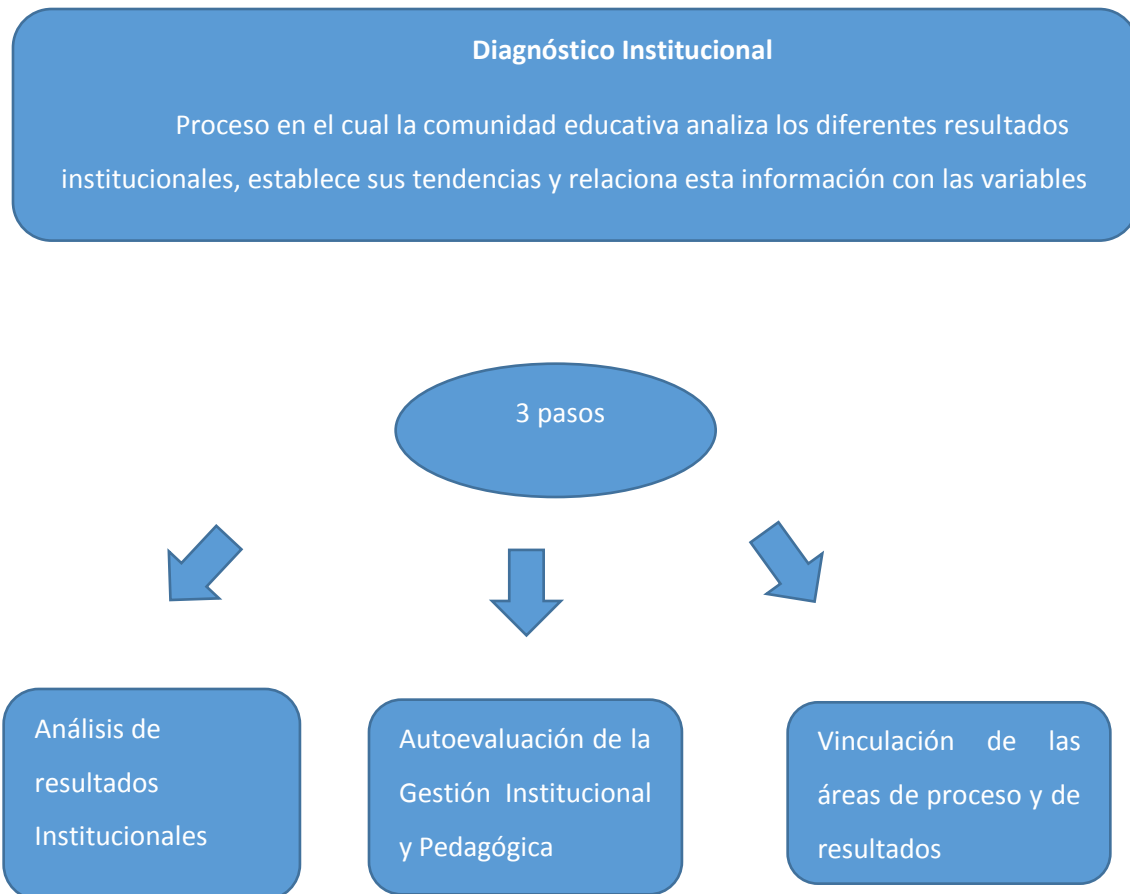 Diagnóstico Institucional
Proceso en el cual la comunidad educativa analiza los diferentes resultados
institucionales, establece sus tendencias y relaciona esta información con las variables
3 pasos
Análisis de
resultados
Institucionales
Autoevaluación de la
Gestión Institucional
y Pedagógica
Vinculación de las
áreas de proceso y de
resultados